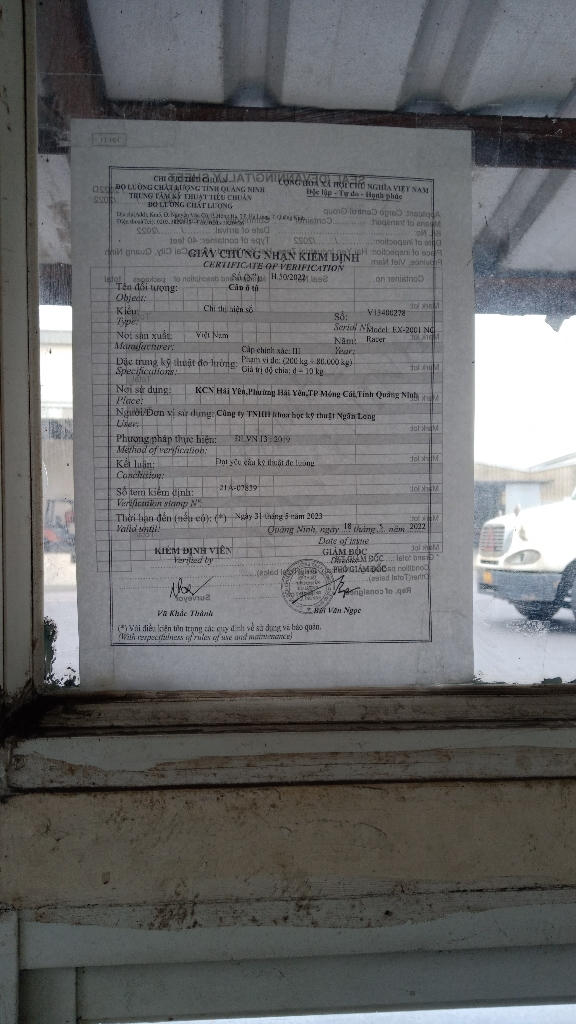 CỘNG HÒA XÃ HỘI CHỦ NGHĨA VIỆT NAM
ĐO LƯỜNG CHẤT LƯỢNG TỈNH QUẢNG NINH
Độc lập - Tự do - Hạnh phúc
TRUNG TÂM KỸ THUẬT TIÊU CHUẨN
ĐO LƯỜNG CHẤT LƯỢNG
GIẤY CHỨNG NHẬN KIỂM ĐỊNH
CERTIFICATE OF VERIFICATION
Số (Nº): H.50/2022
Tên đối tượng: Cân ô tô
Object:
Kiểu: Chỉ thị hiện số Số: V13400278
Type: Serial Nº Model: EX-2001 NC
Nơi sản xuất: Việt Nam Năm: Racer
Manufacturer: Year:
Cấp chính xác: III
Đặc trưng kỹ thuật đo lường: Phạm vi đo: (200 kg ÷ 80.000 kg)
Specifications: Giá trị độ chia: d = 10 kg
Nơi sử dụng: KCN Hải Yên,Phường Hải Yên,TP Móng Cái,Tỉnh Quảng Ninh
Place:
Người/Đơn vị sử dụng: Công ty TNHH khoa học kỹ thuật Ngân Long
User:
Phương pháp thực hiện: ĐLVN 13 : 2019
Method of verification:
Kết luận: Đạt yêu cầu kỹ thuật đo lường
Conclusion:
Số tem kiểm định: 21A-07839
Verification stamp Nº:
Thời hạn đến (nếu có): (*) Ngày 31 tháng 5 năm 2023
Valid until: Quảng Ninh, ngày 18 tháng 5 năm 2022
Date of issue
KIỂM ĐỊNH VIÊN GIÁM ĐỐC
Verified by
PHÓ GIÁM ĐỐC
Vũ Khắc Thành Bùi Văn Ngọc
(*) Với điều kiện tôn trọng các quy định về sử dụng và bảo quản.
(With respectfulness of rules of use and maintenance)